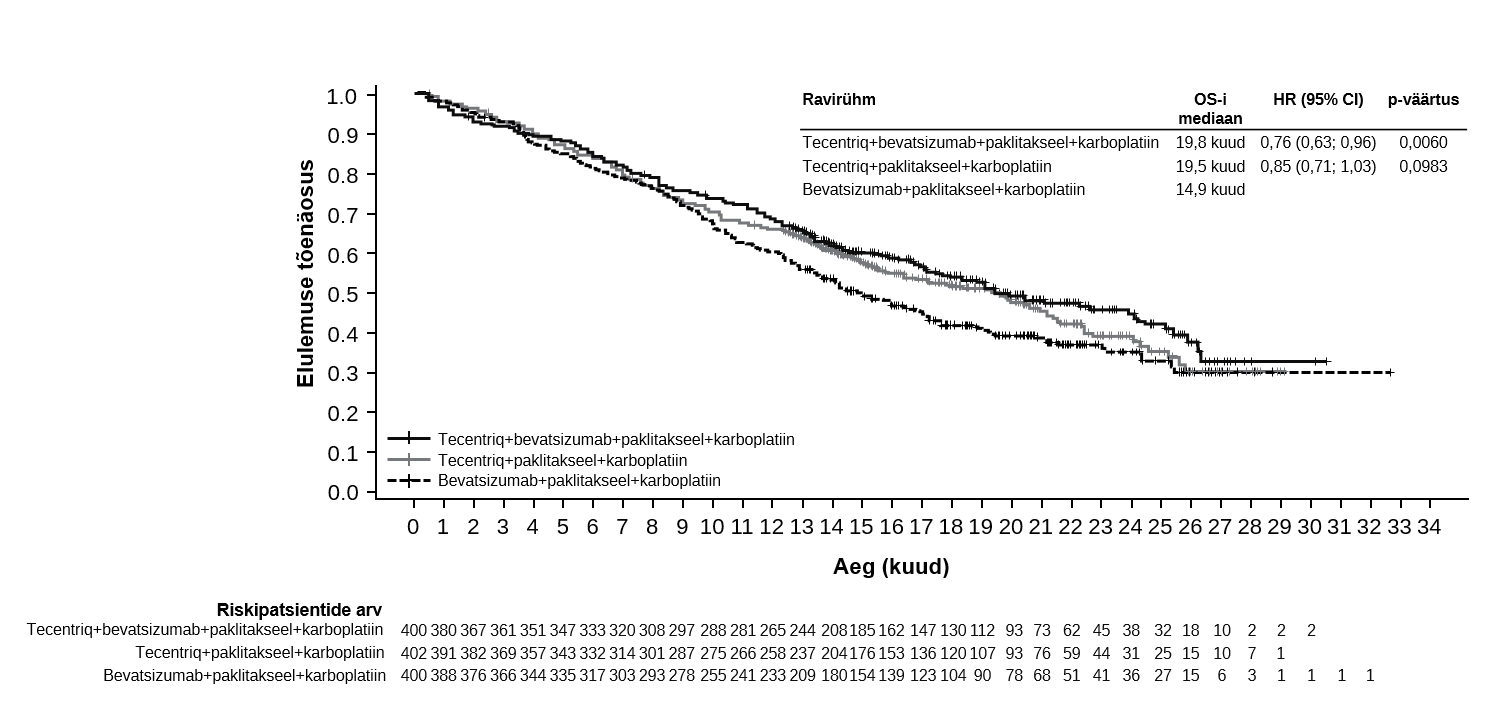 Ravirühm OS-i mediaan HR (95% CI) p-väärtus
Tecentriq+bevatsizumab+paklitakseel+karboplatiin 19,8 kuud 0,76 (0,63; 0,96) 0,0060
Tecentriq+paklitakseel+karboplatiin 19,5 kuud 0,85 (0,71; 1,03) 0,0983
Bevatsizumab+paklitakseel+karboplatiin 14,9 kuud
Elulemuse tõenäosus
1.0
0.9
0.8
0.7
0.6
0.5
0.4
0.3
0.2
0.1
0.0
Tecentriq+bevatsizumab+paklitakseel+karboplatiin
Tecentriq+paklitakseel+karboplatiin
Bevatsizumab+paklitakseel+karboplatiin
0 1 2 3 4 5 6 7 8 9 10 11 12 13 14 15 16 17 18 19 20 21 22 23 24 25 26 27 28 29 30 31 32 33 34
Aeg (kuud)
Riskipatsientide arv
Tecentriq+bevatsizumab+paklitakseel+karboplatiin 400 380 367 361 351 347 333 320 308 297 288 281 265 244 208 185 162 147 130 112 93 73 62 45 38 32 18 10 2 2 2
Tecentriq+paklitakseel+karboplatiin 402 391 382 369 357 343 332 314 301 287 275 266 258 237 204 176 153 136 120 107 93 76 59 44 31 25 15 10 7 1
Bevatsizumab+paklitakseel+karboplatiin 400 388 376 366 344 335 317 303 293 278 255 241 233 209 180 154 139 123 104 90 78 68 51 41 36 27 15 6 3 1 1 1 1